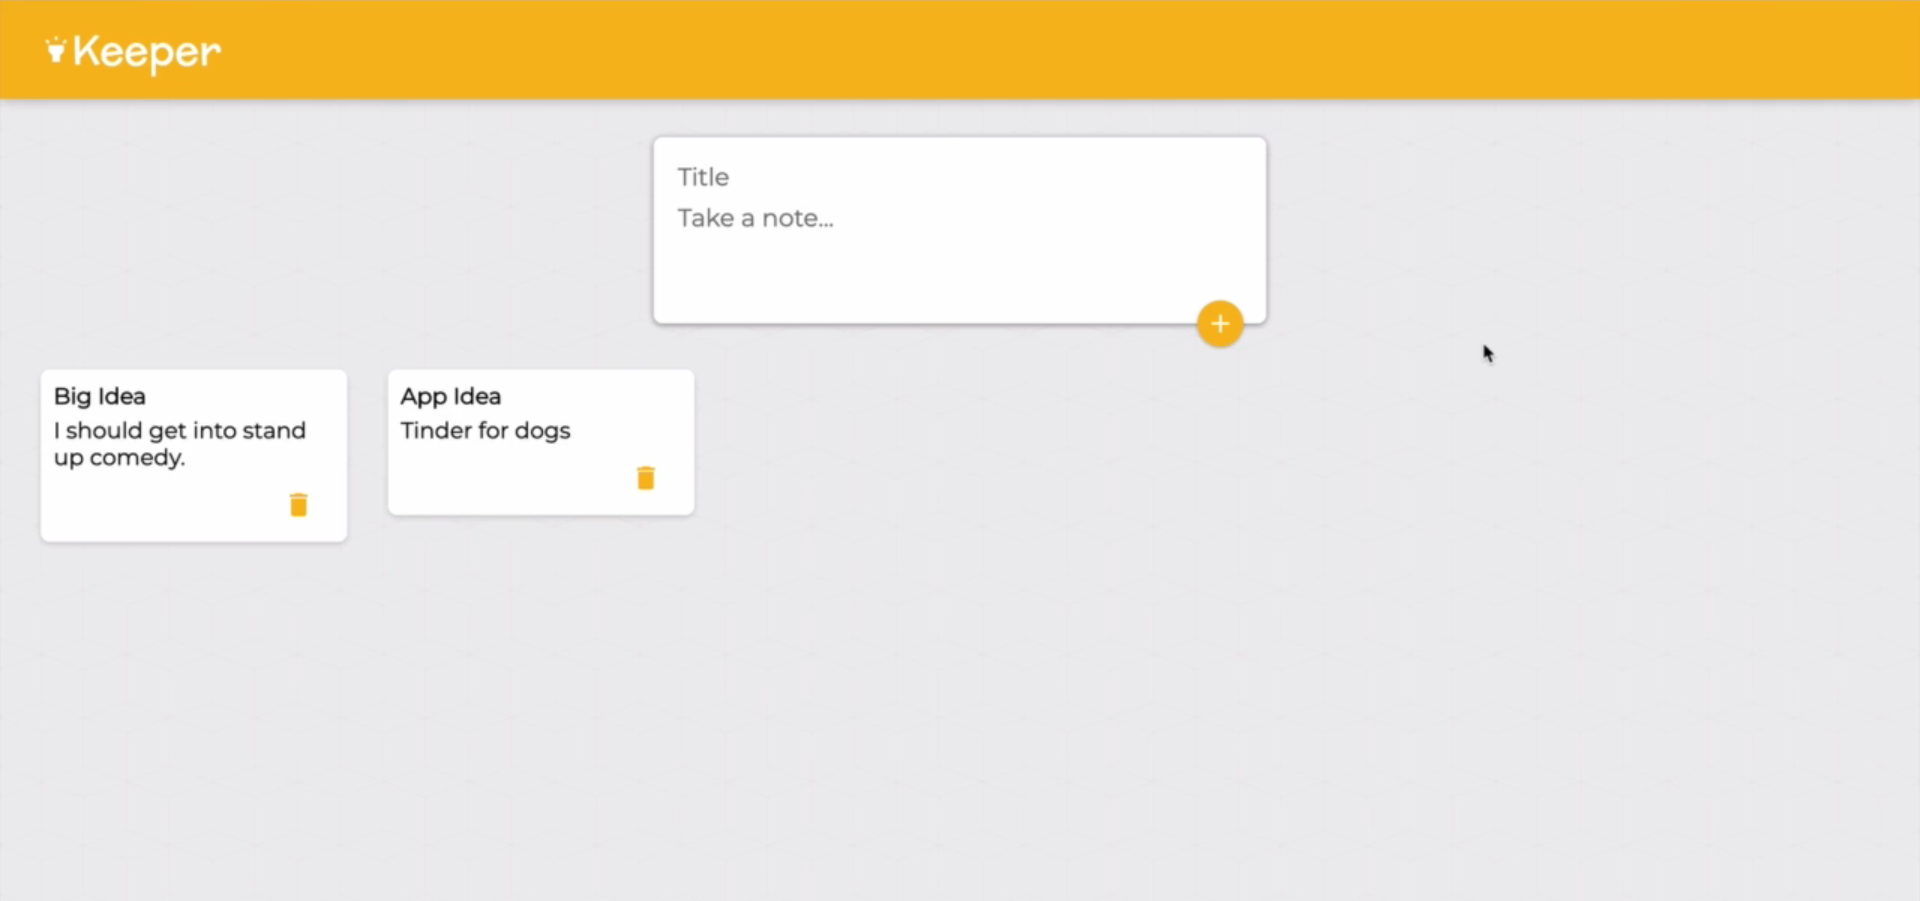 Keeper
Title
Take a note...
Big Idea
I should get into stand
up comedy.
App Idea
Tinder for dogs